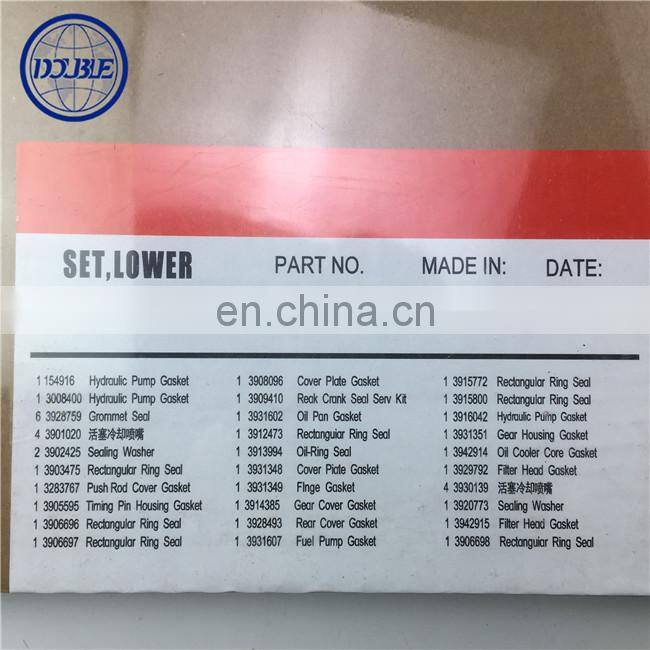 DOUBLE
SET,LOWER PART NO. MADE IN: DATE:
en.china.cn
1 154916 Hydraulic Pump Gasket
1 3008400 Hydraulic Pump Gasket
6 3928759 Grommet Seal
4 3901020 活塞冷却喷嘴
2 3902425 Sealing Washer
1 3903475 Rectangular Ring Seal
1 3283767 Push Rod Cover Gasket
1 3905595 Timing Pin Housing Gasket
1 3906696 Rectangular Ring Seal
1 3906697 Rectangular Ring Seal
1 3908096 Cover Plate Gasket
1 3909410 Reak Crank Seal Serv Kit
1 3931602 Oil Pan Gasket
1 3912473 Rectanguiar Ring Seal
1 3913994 Oil-Ring Seal
1 3931348 Cover Plate Gasket
1 3931349 Flnge Gasket
1 3914385 Gear Cover Gasket
1 3928493 Rear Cover Gasket
1 3931607 Fuel Pump Gasket
1 3915772 Rectangular Ring Seal
1 3915800 Rectangular Ring Seal
1 3916042 Hydraulic Pump Gasket
1 3931351 Gear Housing Gasket
1 3942914 Oil Cooler Core Gasket
1 3929792 Filter Head Gasket
4 3930139 活塞冷却喷嘴
1 3920773 Sealing Washer
1 3942915 Filter Head Gasket
1 3906698 Rectanguiar Ring Seal